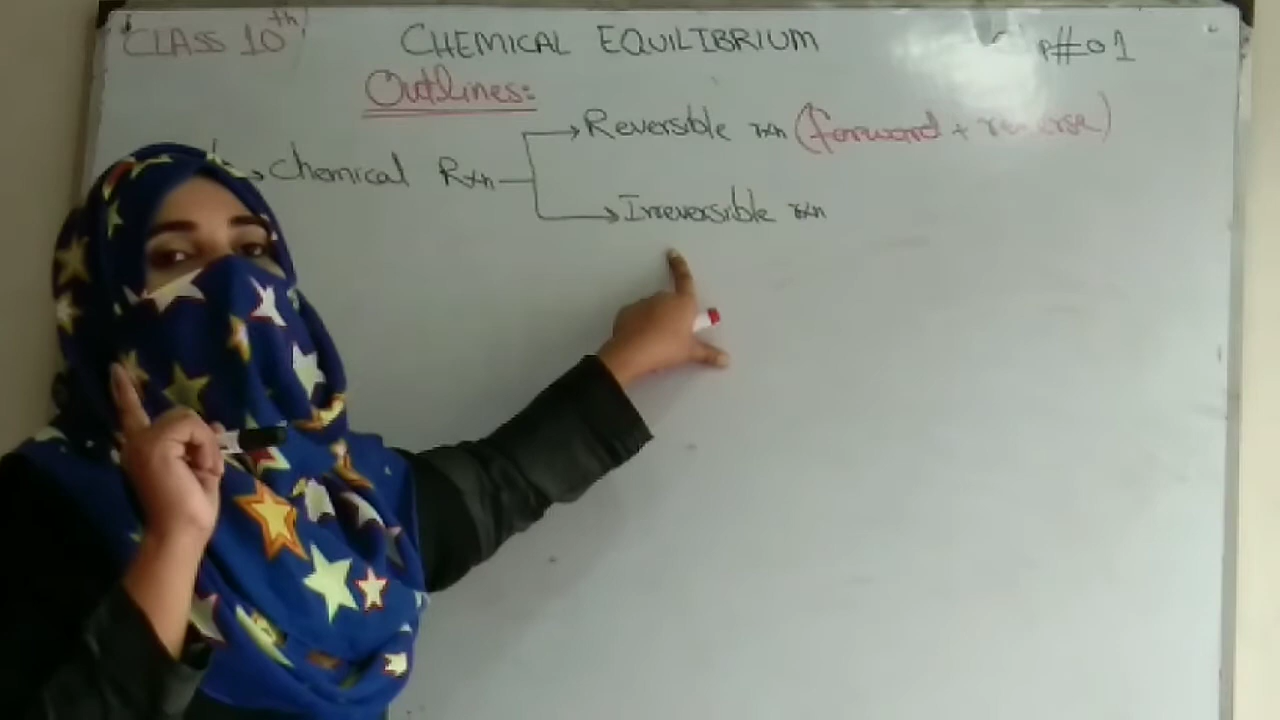 CLASS 10th CHEMICAL EQUILIBRIUM P#01
Outlines:
Reversible rxn (forward + reverse)
Chemical Rxn
Irreversible rxn